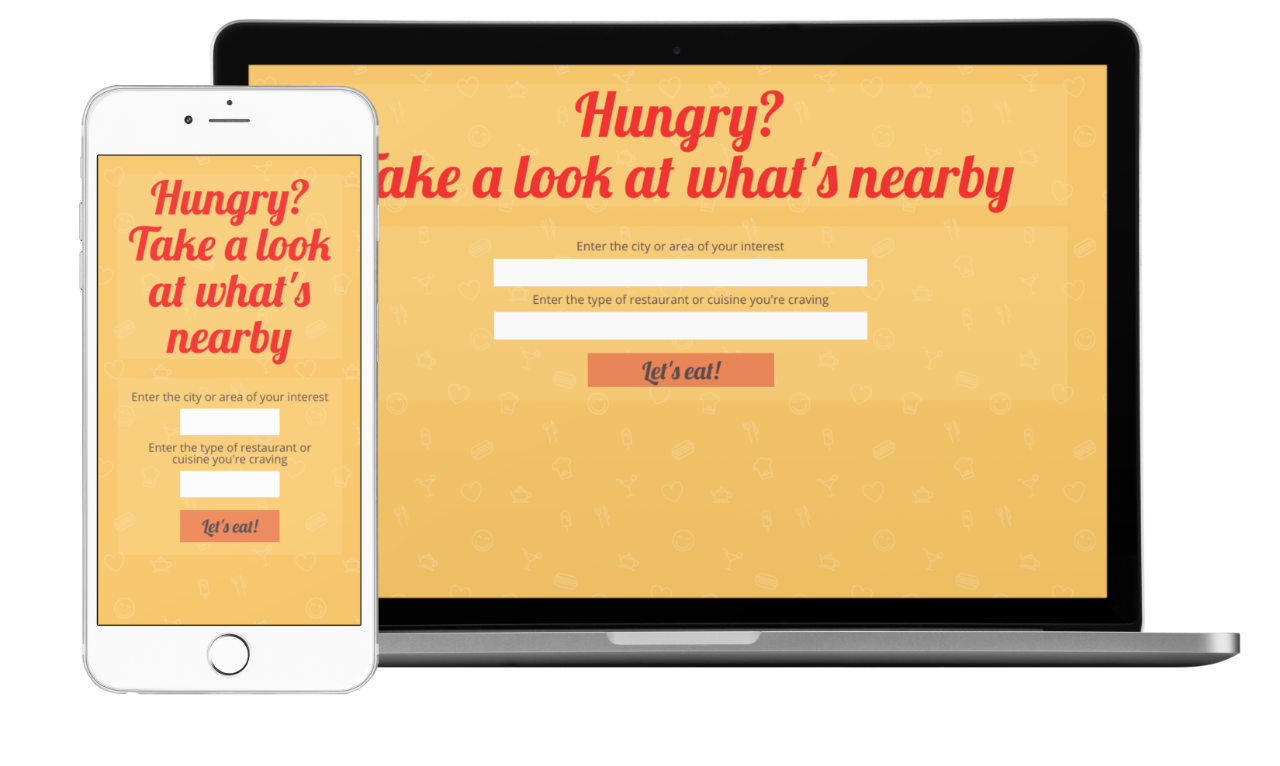 Hungry?
Take a look
at what's
nearby
Enter the city or area of your interest
Enter the type of restaurant or
cuisine you're craving
Let's eat!
Hungry?
ake a look at what's nearby
Enter the city or area of your interest
Enter the type of restaurant or cuisine you're craving
Let's eat!